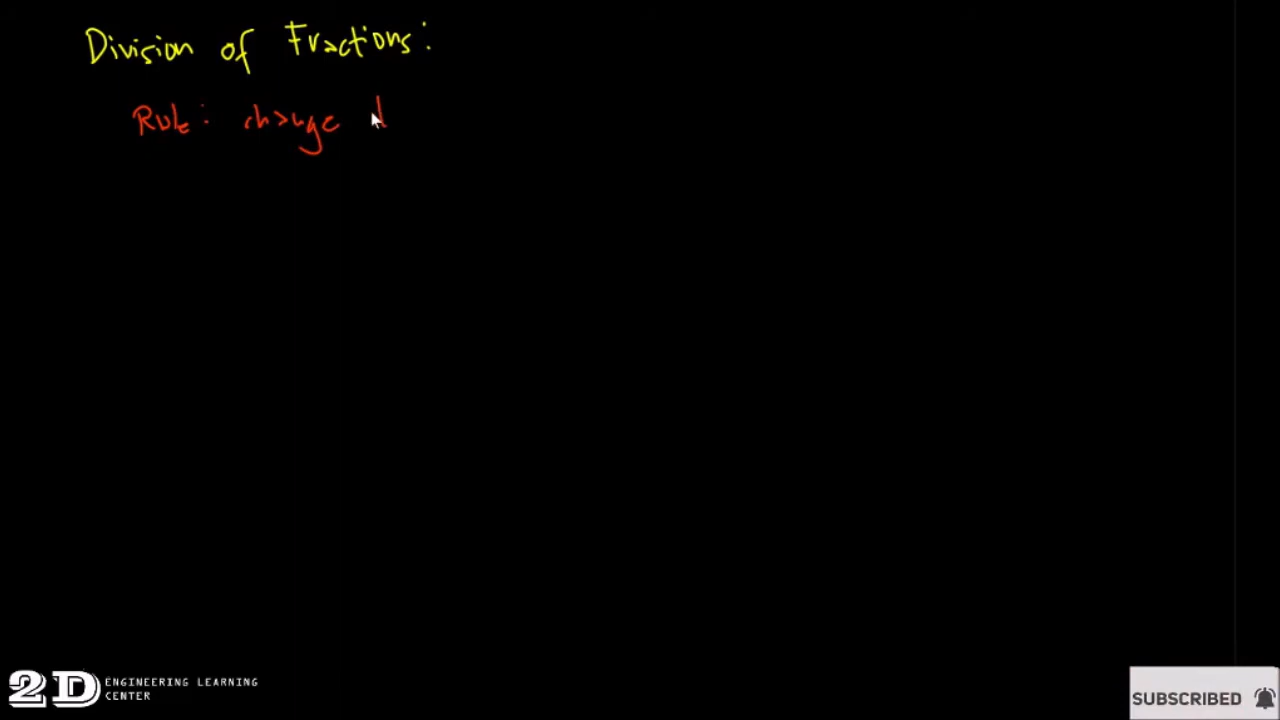 Division of Fractions:
Rule: change
2D ENGINEERING LEARNING
CENTER
SUBSCRIBED